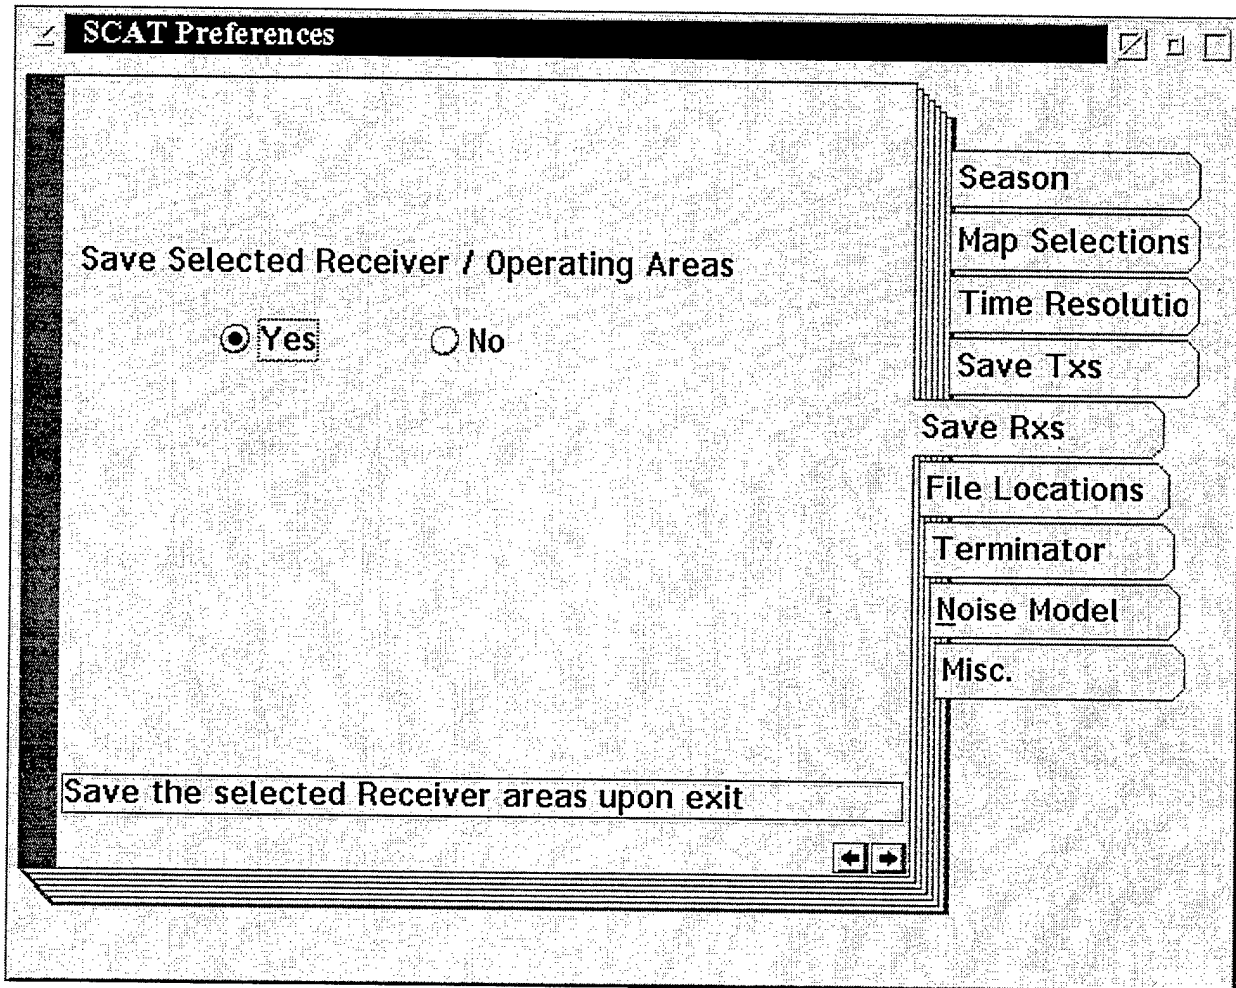 SCAT Preferences
Season
Map Selections
Save Selected Receiver / Operating Areas
Time Resolutio
Yes No
Save Txs
Save Rxs
File Locations
Terminator
Noise Model
Misc.
Save the selected Receiver areas upon exit